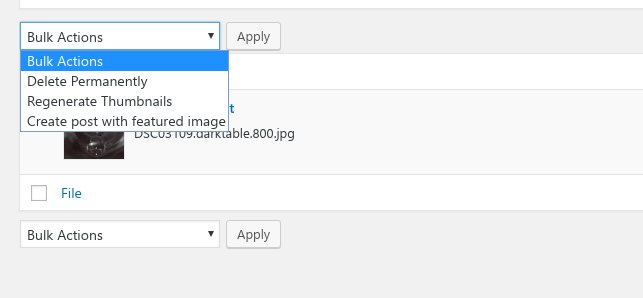 Bulk Actions
Apply
Bulk Actions
Delete Permanently
Regenerate Thumbnails
Create post with featured image
DSC03109.darktable.800.jpg
File
Bulk Actions
Apply